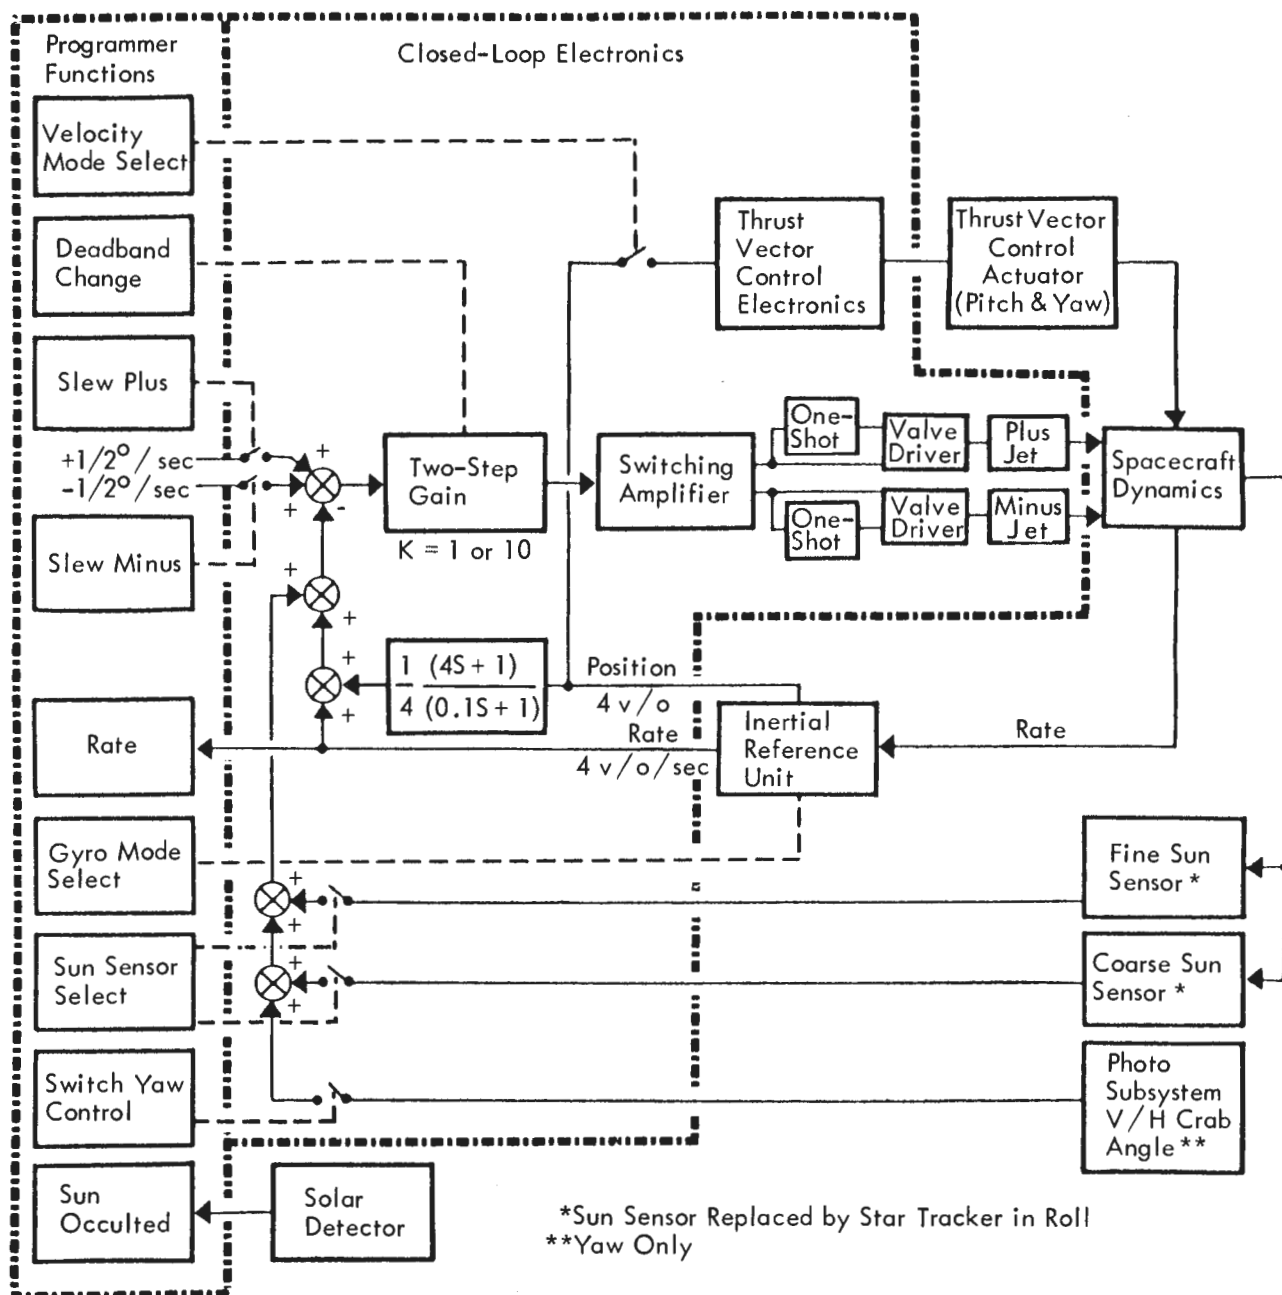 Programmer
Functions
Closed-Loop Electronics
Velocity
Mode Select
Deadband
Change
Thrust
Vector
Control
Electronics
Thrust Vector
Control
Actuator
(Pitch & Yaw)
Slew Plus
+1/2°/sec
-1/2°/sec
+
+
-
Slew Minus
Two-Step
Gain
K = 1 or 10
Switching
Amplifier
One-
Shot
Valve
Driver
Plus
Jet
One-
Shot
Valve
Driver
Minus
Jet
Spacecraft
Dynamics
+
+
+
+
1/4 (4S + 1)/(0.1S + 1)
Position
4 v/o
Rate
4 v/o/sec
Inertial
Reference
Unit
Rate
Rate
Gyro Mode
Select
Fine Sun
Sensor*
+
+
Sun Sensor
Select
+
+
Coarse Sun
Sensor*
Switch Yaw
Control
Photo
Subsystem
V/H Crab
Angle**
Sun
Occulted
Solar
Detector
*Sun Sensor Replaced by Star Tracker in Roll
**Yaw Only